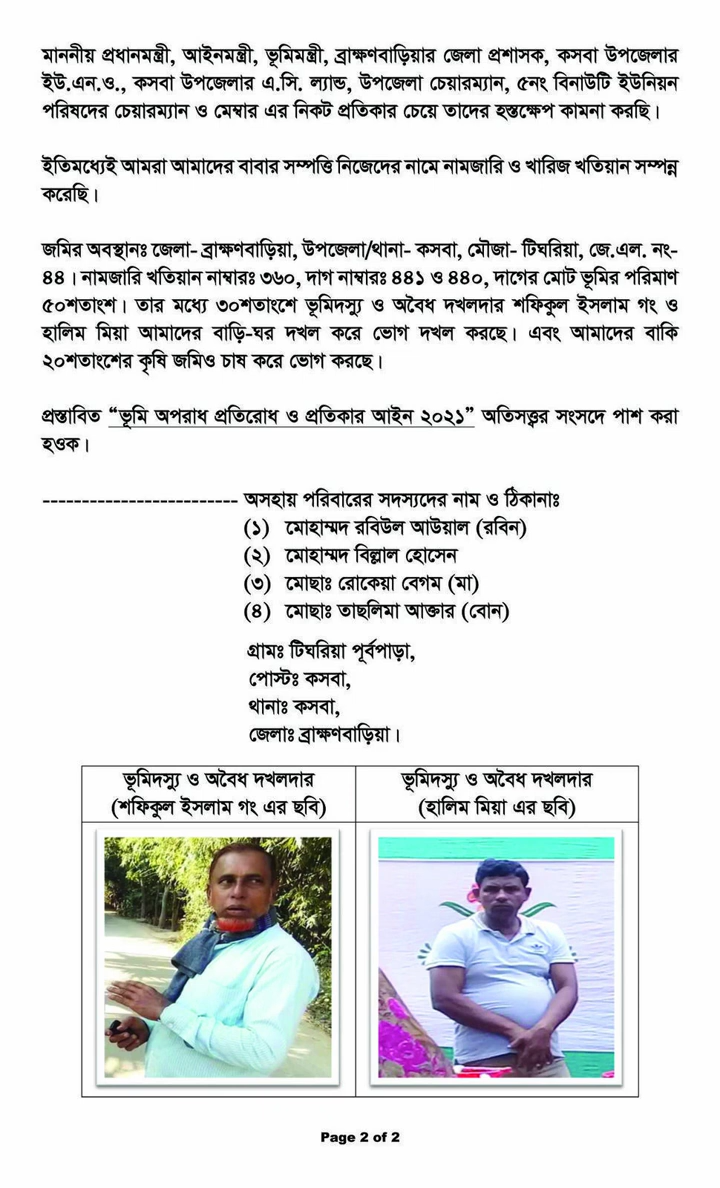 মাননীয় প্রধানমন্ত্রী, আইনমন্ত্রী, ভূমিমন্ত্রী, ব্রাক্ষণবাড়িয়ার জেলা প্রশাসক, কসবা উপজেলার
ইউ.এন.ও., কসবা উপজেলার এ.সি. ল্যান্ড, উপজেলা চেয়ারম্যান, ৫নং বিনাউটি ইউনিয়ন
পরিষদের চেয়ারম্যান ও মেম্বার এর নিকট প্রতিকার চেয়ে তাদের হস্তক্ষেপ কামনা করছি।
ইতিমধ্যেই আমরা আমাদের বাবার সম্পত্তি নিজেদের নামে নামজারি ও খারিজ খতিয়ান সম্পন্ন
করেছি।
জমির অবস্থানঃ জেলা- ব্রাক্ষণবাড়িয়া, উপজেলা/থানা- কসবা, মৌজা- টিঘরিয়া, জে.এল. নং-
৪৪। নামজারি খতিয়ান নাম্বারঃ ৩৬০, দাগ নাম্বারঃ ৪৪১ ও ৪৪০, দাগের মোট ভূমির পরিমাণ
৫০শতাংশ। তার মধ্যে ৩০শতাংশে ভূমিদস্যু ও অবৈধ দখলদার শফিকুল ইসলাম গং ও
হালিম মিয়া আমাদের বাড়ি-ঘর দখল করে ভোগ দখল করছে। এবং আমাদের বাকি
২০শতাংশের কৃষি জমিও চাষ করে ভোগ করছে।
প্রস্তাবিত “ভূমি অপরাধ প্রতিরোধ ও প্রতিকার আইন ২০২১” অতিসত্ত্বর সংসদে পাশ করা
হওক।
------------------------- অসহায় পরিবারের সদস্যদের নাম ও ঠিকানাঃ
(১) মোহাম্মদ রবিউল আউয়াল (রবিন)
(২) মোহাম্মদ বিল্লাল হোসেন
(৩) মোছাঃ রোকেয়া বেগম (মা)
(৪) মোছাঃ তাছলিমা আক্তার (বোন)
গ্রামঃ টিঘরিয়া পূর্বপাড়া,
পোস্টঃ কসবা,
থানাঃ কসবা,
জেলাঃ ব্রাক্ষণবাড়িয়া।
ভূমিদস্যু ও অবৈধ দখলদার
(শফিকুল ইসলাম গং এর ছবি)
ভূমিদস্যু ও অবৈধ দখলদার
(হালিম মিয়া এর ছবি)
Page 2 of 2